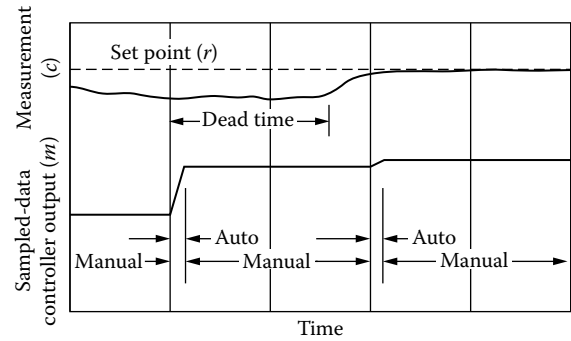 Measurement
(c)
Set point (r)
Dead time
Sampled-data
controller output (m)
Auto
Auto
Manual
Manual
Manual
Time